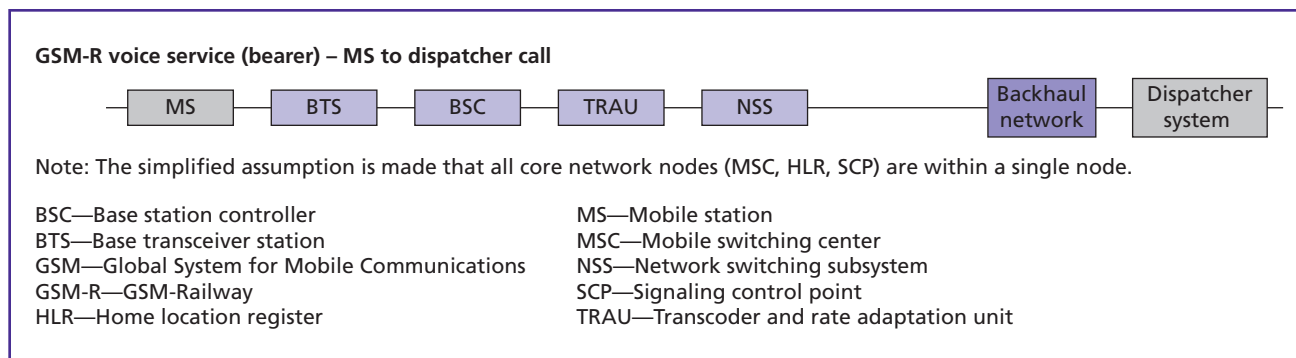 GSM-R voice service (bearer) – MS to dispatcher call
MS BTS BSC TRAU NSS Backhaul network Dispatcher system
Note: The simplified assumption is made that all core network nodes (MSC, HLR, SCP) are within a single node.
BSC—Base station controller
BTS—Base transceiver station
GSM—Global System for Mobile Communications
GSM-R—GSM-Railway
HLR—Home location register
MS—Mobile station
MSC—Mobile switching center
NSS—Network switching subsystem
SCP—Signaling control point
TRAU—Transcoder and rate adaptation unit